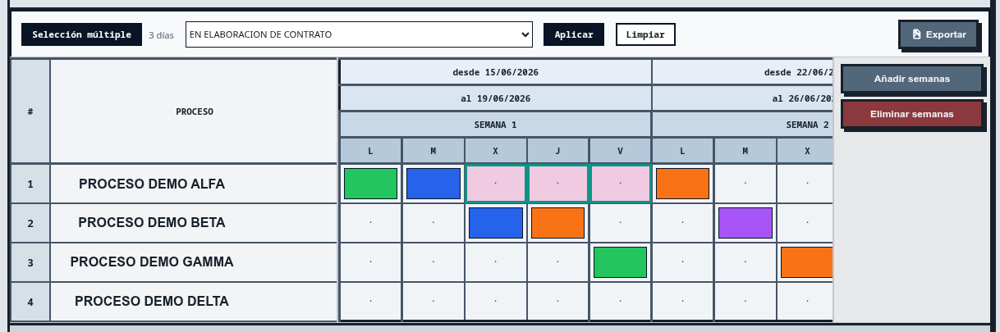 Selección múltiple 3 días EN ELABORACION DE CONTRATO Aplicar Limpiar Exportar
desde 15/06/2026 desde 22/06/2
Añadir semanas
# PROCESO al 19/06/2026 al 26/06/20
Eliminar semanas
SEMANA 1 SEMANA 2
L M X J V L M X
1 PROCESO DEMO ALFA · · · · ·
2 PROCESO DEMO BETA · · · · · ·
3 PROCESO DEMO GAMMA · · · · · ·
4 PROCESO DEMO DELTA · · · · · · · ·